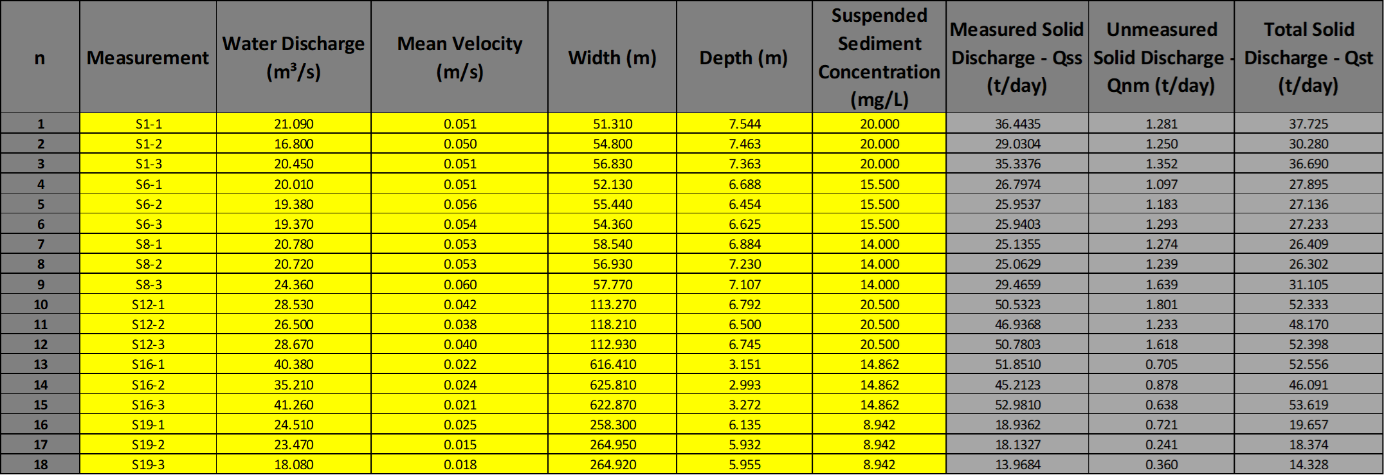 n Measurement Water Discharge (m³/s) Mean Velocity (m/s) Width (m) Depth (m) Suspended Sediment Concentration (mg/L) Measured Solid Discharge - Qss (t/day) Unmeasured Solid Discharge - Qnm (t/day) Total Solid Discharge - Qst (t/day)
1 S1-1 21.090 0.051 51.310 7.544 20.000 36.4435 1.281 37.725
2 S1-2 16.800 0.050 54.800 7.463 20.000 29.0304 1.250 30.280
3 S1-3 20.450 0.051 56.830 7.363 20.000 35.3376 1.352 36.690
4 S6-1 20.010 0.051 52.130 6.688 15.500 26.7974 1.097 27.895
5 S6-2 19.380 0.056 55.440 6.454 15.500 25.9537 1.183 27.136
6 S6-3 19.370 0.054 54.360 6.625 15.500 25.9403 1.293 27.233
7 S8-1 20.780 0.053 58.540 6.884 14.000 25.1355 1.274 26.409
8 S8-2 20.720 0.053 56.930 7.230 14.000 25.0629 1.239 26.302
9 S8-3 24.360 0.060 57.770 7.107 14.000 29.4659 1.639 31.105
10 S12-1 28.530 0.042 113.270 6.792 20.500 50.5323 1.801 52.333
11 S12-2 26.500 0.038 118.210 6.500 20.500 46.9368 1.233 48.170
12 S12-3 28.670 0.040 112.930 6.745 20.500 50.7803 1.618 52.398
13 S16-1 40.380 0.022 616.410 3.151 14.862 51.8510 0.705 52.556
14 S16-2 35.210 0.024 625.810 2.993 14.862 45.2123 0.878 46.091
15 S16-3 41.260 0.021 622.870 3.272 14.862 52.9810 0.638 53.619
16 S19-1 24.510 0.025 258.300 6.135 8.942 18.9362 0.721 19.657
17 S19-2 23.470 0.015 264.950 5.932 8.942 18.1327 0.241 18.374
18 S19-3 18.080 0.018 264.920 5.955 8.942 13.9684 0.360 14.328